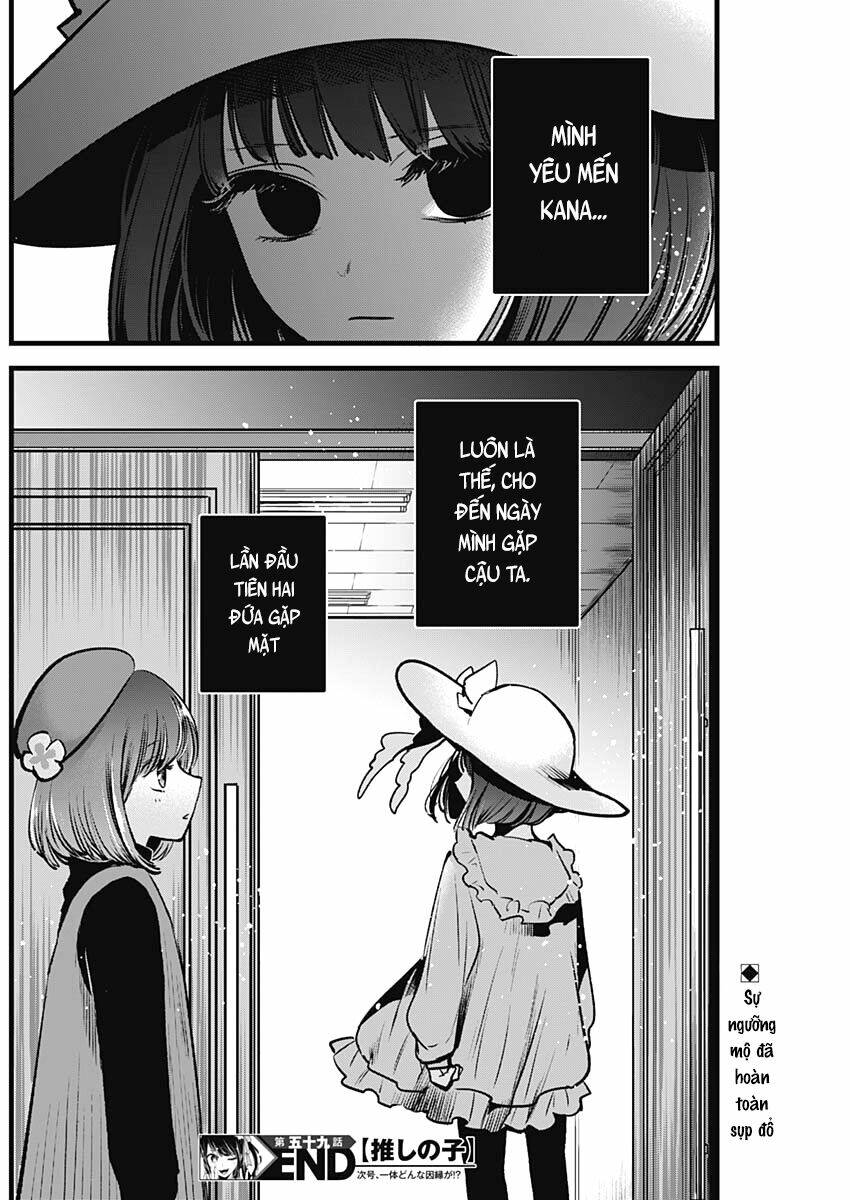 MÌNH
YÊU MẾN
KANA...
LUÔN LÀ
THẾ, CHO
ĐẾN NGÀY
MÌNH GẶP
CẬU TA.
LẦN ĐẦU
TIÊN HAI
ĐỨA GẶP
MẶT
Sự
ngưỡng
mộ đã
hoàn
toàn
sụp đổ
第五十九話
END
【推しの子】
次号、一体どんな因縁が!?